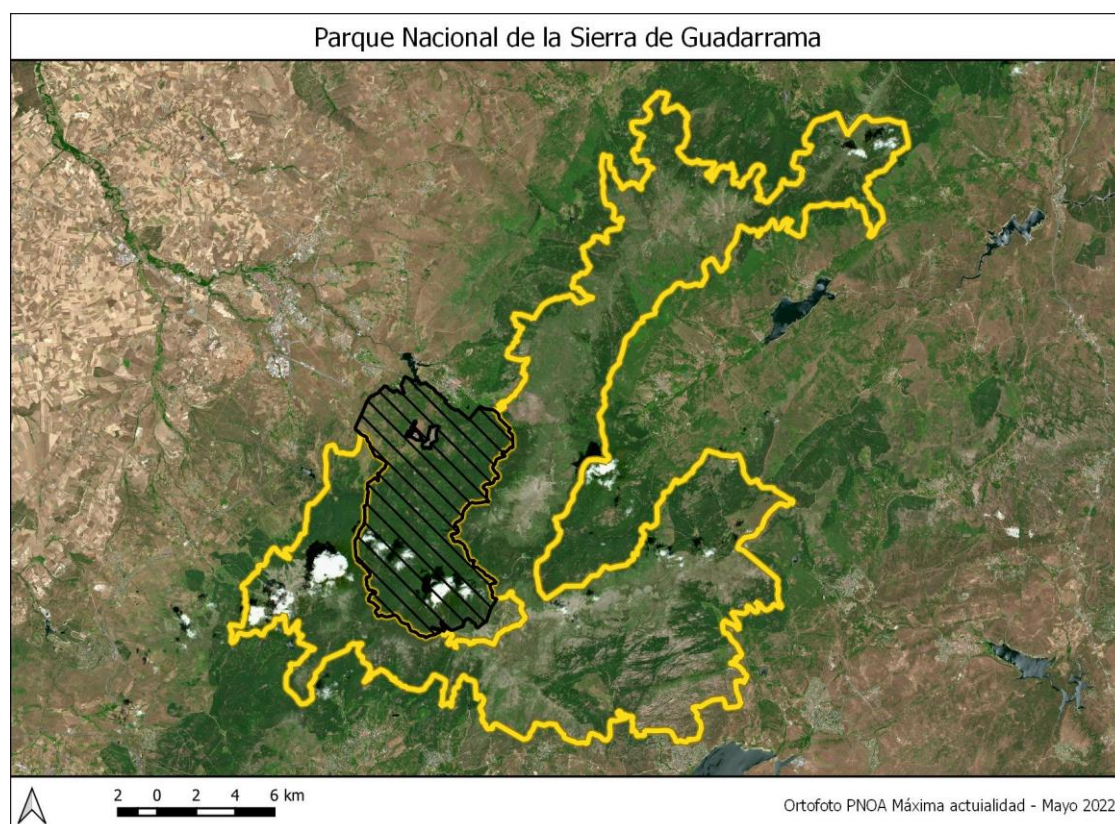 Parque Nacional de la Sierra de Guadarrama
2 0 2 4 6 km
Ortofoto PNOA Máxima actuialidad - Mayo 2022